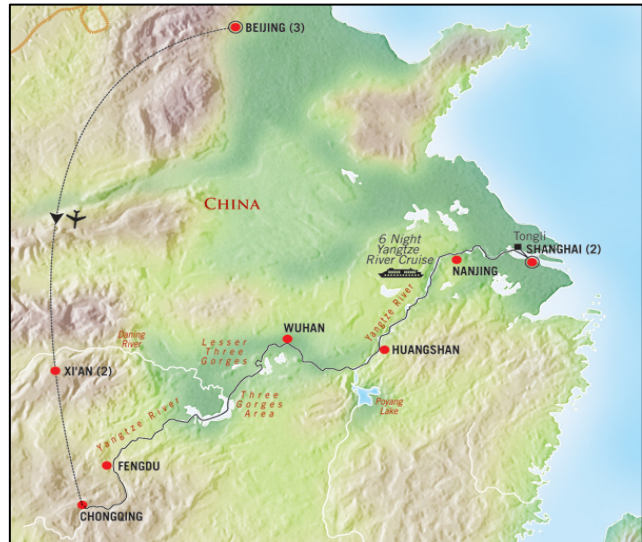 BEIJING (3)
CHINA
Tongli
SHANGHAI (2)
6 Night
Yangtze
River Cruise
NANJING
Yangtze River
WUHAN
HUANGSHAN
Daning
River
Lesser
Three
Gorges
XI'AN (2)
Three
Gorges
Area
Poyang
Lake
Yangtze River
FENGDU
CHONGQING